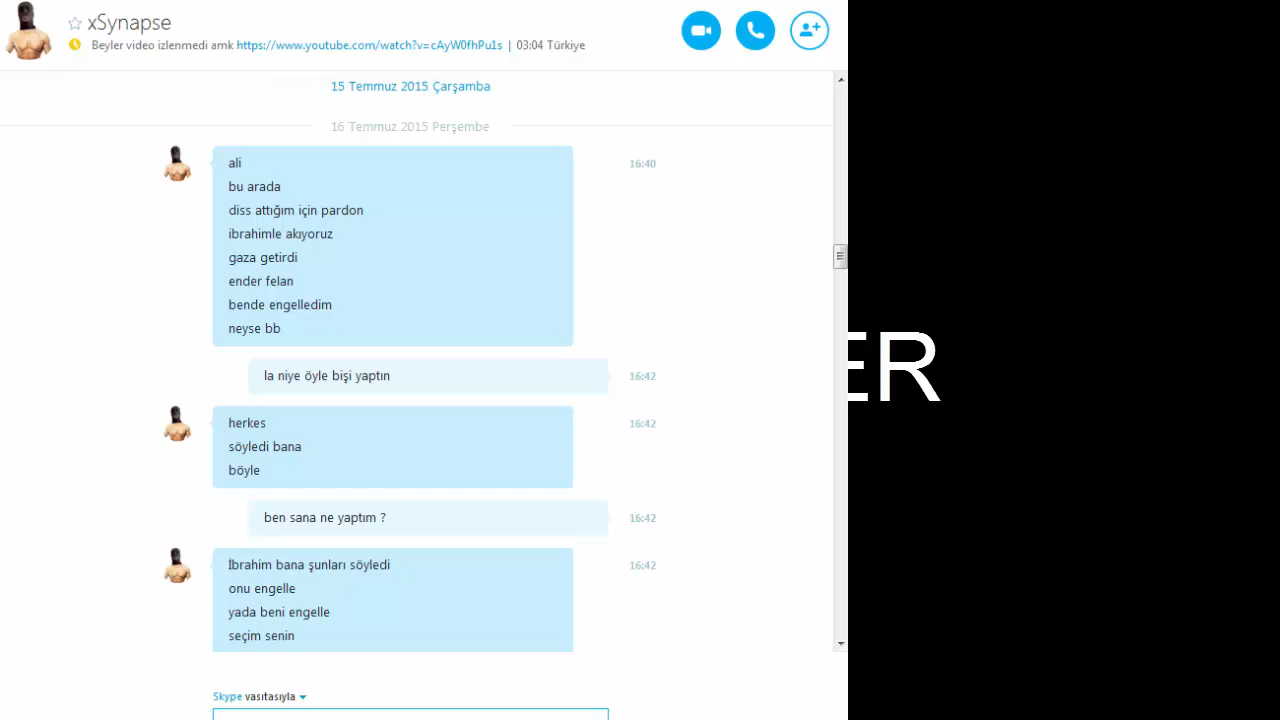 xSynapse
Beyler video izlenmedi amk https://www.youtube.com/watch?v=cAyW0fhPu1s | 03:04 Türkiye
15 Temmuz 2015 Çarşamba
16 Temmuz 2015 Perşembe
ali 16:40
bu arada
diss attığım için pardon
ibrahimle akıyoruz
gaza getirdi
ender felan
bende engelledim
neyse bb
la niye öyle bişi yaptın 16:42
ER
herkes 16:42
söyledi bana
böyle
ben sana ne yaptım ? 16:42
İbrahim bana şunları söyledi 16:42
onu engelle
yada beni engelle
seçim senin
Skype vasıtasıyla